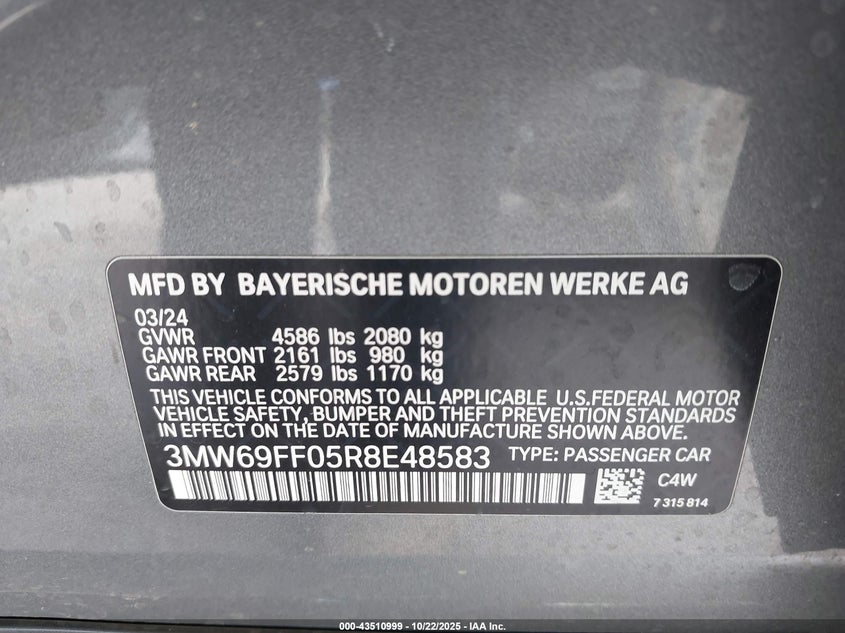 MFD BY BAYERISCHE MOTOREN WERKE AG
03/24
GVWR 4586 lbs 2080 kg
GAWR FRONT 2161 lbs 980 kg
GAWR REAR 2579 lbs 1170 kg
THIS VEHICLE CONFORMS TO ALL APPLICABLE U.S.FEDERAL MOTOR
VEHICLE SAFETY, BUMPER AND THEFT PREVENTION STANDARDS
IN EFFECT ON THE DATE OF MANUFACTURE SHOWN ABOVE.
3MW69FF05R8E48583 TYPE: PASSENGER CAR
C4W
7 315 814
000-43510999 - 10/22/2025 - IAA Inc.